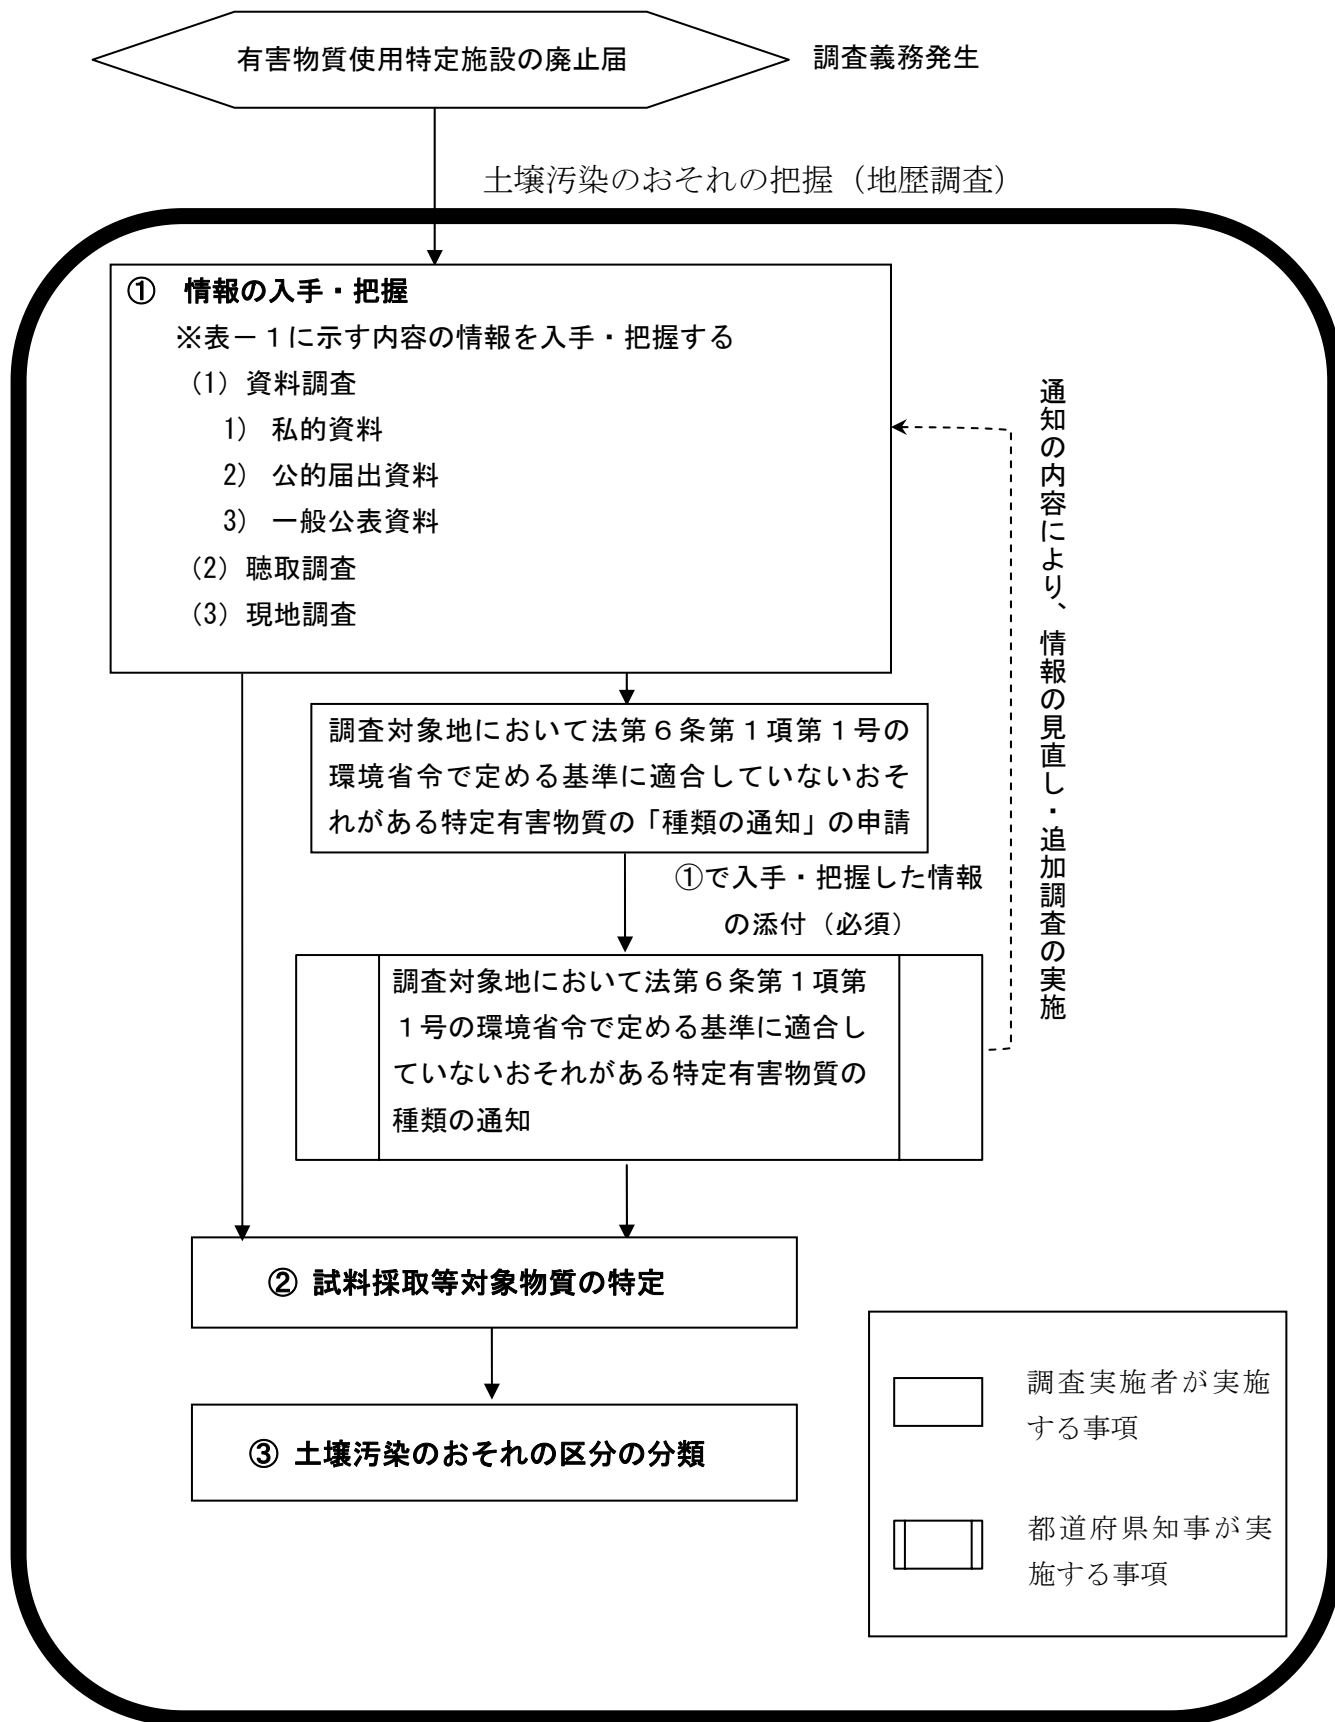 有害物質使用特定施設の廃止届
調査義務発生
土壌汚染のおそれの把握（地歴調査）
① 情報の入手・把握
※表－１に示す内容の情報を入手・把握する
(1) 資料調査
1) 私的資料
2) 公的届出資料
3) 一般公表資料
(2) 聴取調査
(3) 現地調査
通知の内容により、情報の見直し・追加調査の実施
調査対象地において法第６条第１項第１号の
環境省令で定める基準に適合していないおそ
れがある特定有害物質の「種類の通知」の申請
①で入手・把握した情報
の添付（必須）
調査対象地において法第６条第１項第
１号の環境省令で定める基準に適合し
ていないおそれがある特定有害物質の
種類の通知
② 試料採取等対象物質の特定
③ 土壌汚染のおそれの区分の分類
調査実施者が実施
する事項
都道府県知事が実
施する事項